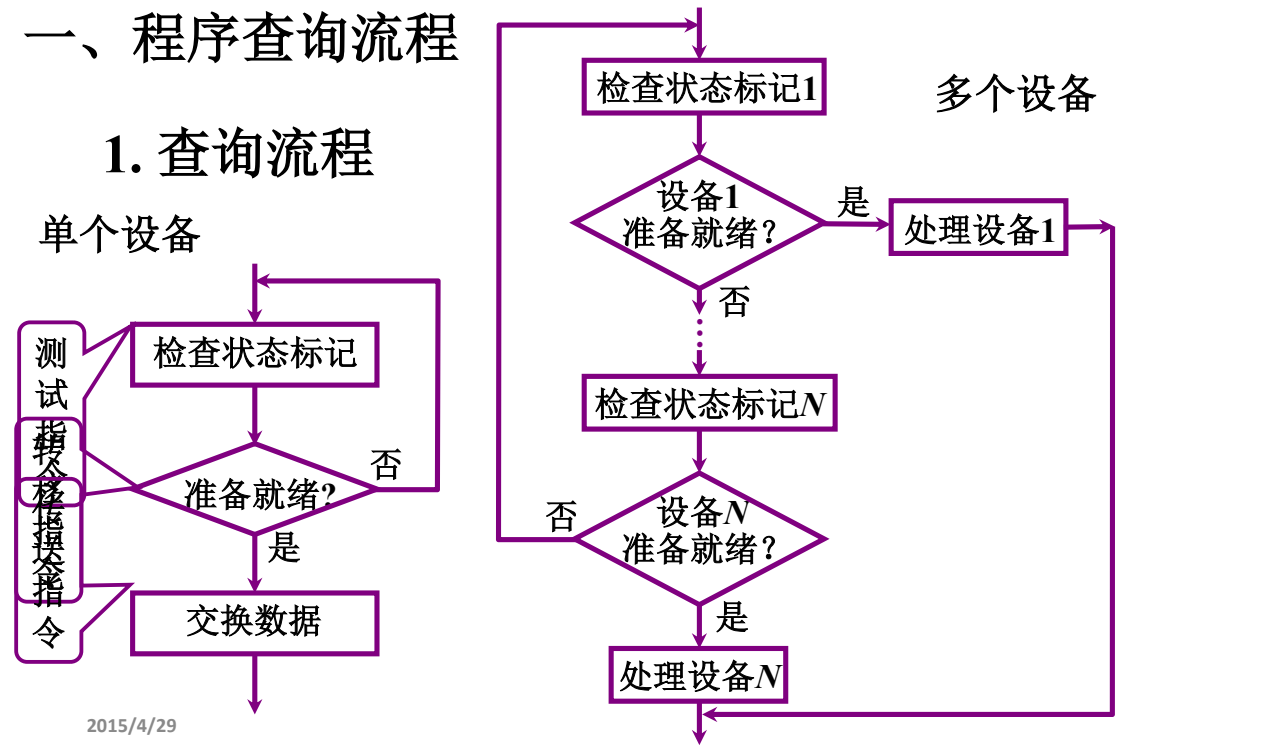 一、程序查询流程
1. 查询流程
单个设备
测
试
指
令
转
移
指
令
传
送
指
令
检查状态标记
准备就绪?
否
是
交换数据
多个设备
检查状态标记1
设备1
准备就绪？
是
处理设备1
否
检查状态标记N
设备N
准备就绪？
否
是
处理设备N
2015/4/29